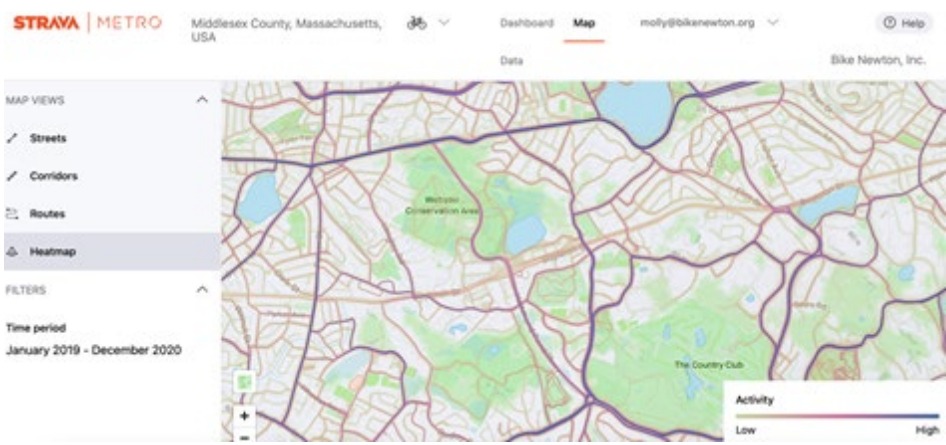 STRAVA | METRO
Middlesex County, Massachusetts,
USA
Dashboard
Map
molly@bikenewton.org
Help
Data
Bike Newton, Inc.
MAP VIEWS
Streets
Corridors
Routes
Heatmap
FILTERS
Time period
January 2019 - December 2020
Conservation Area
The Country Club
Activity
Low
High
+
−